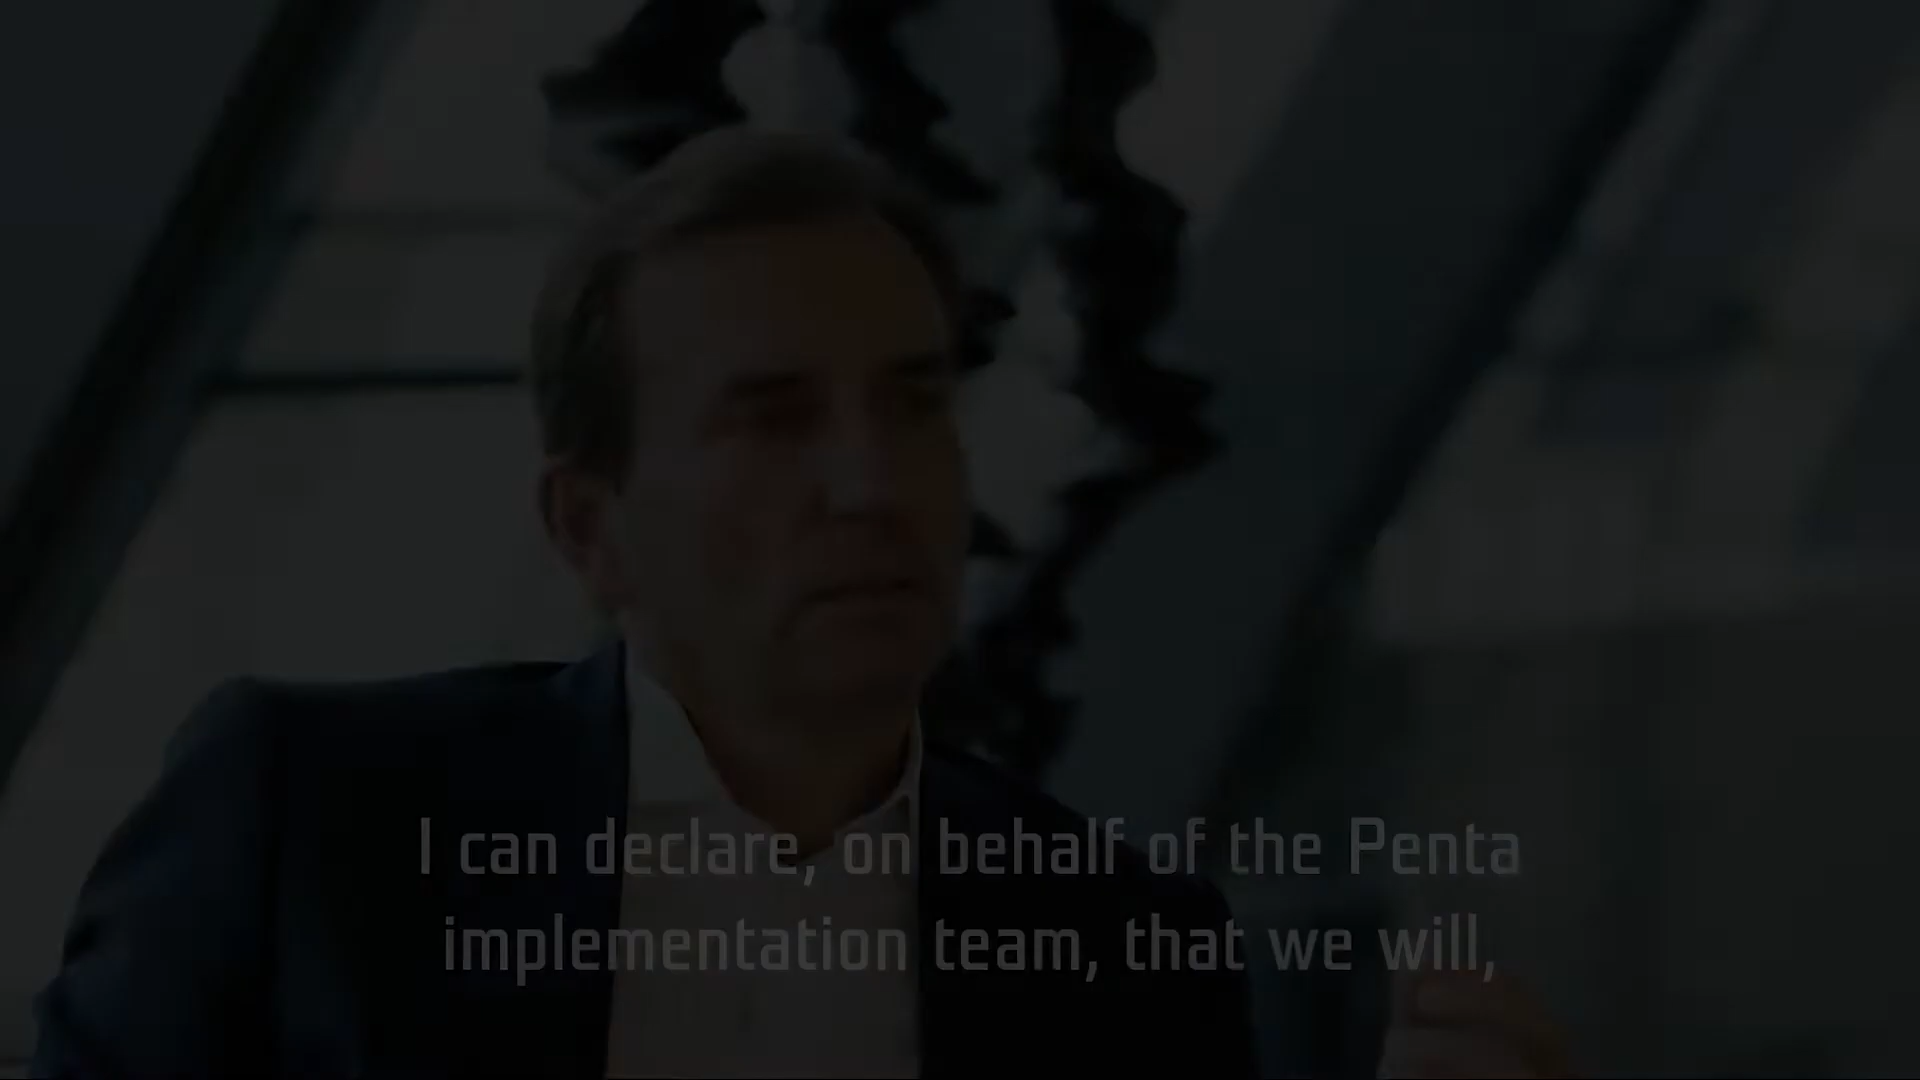 I can declare, on behalf of the Penta
implementation team, that we will,